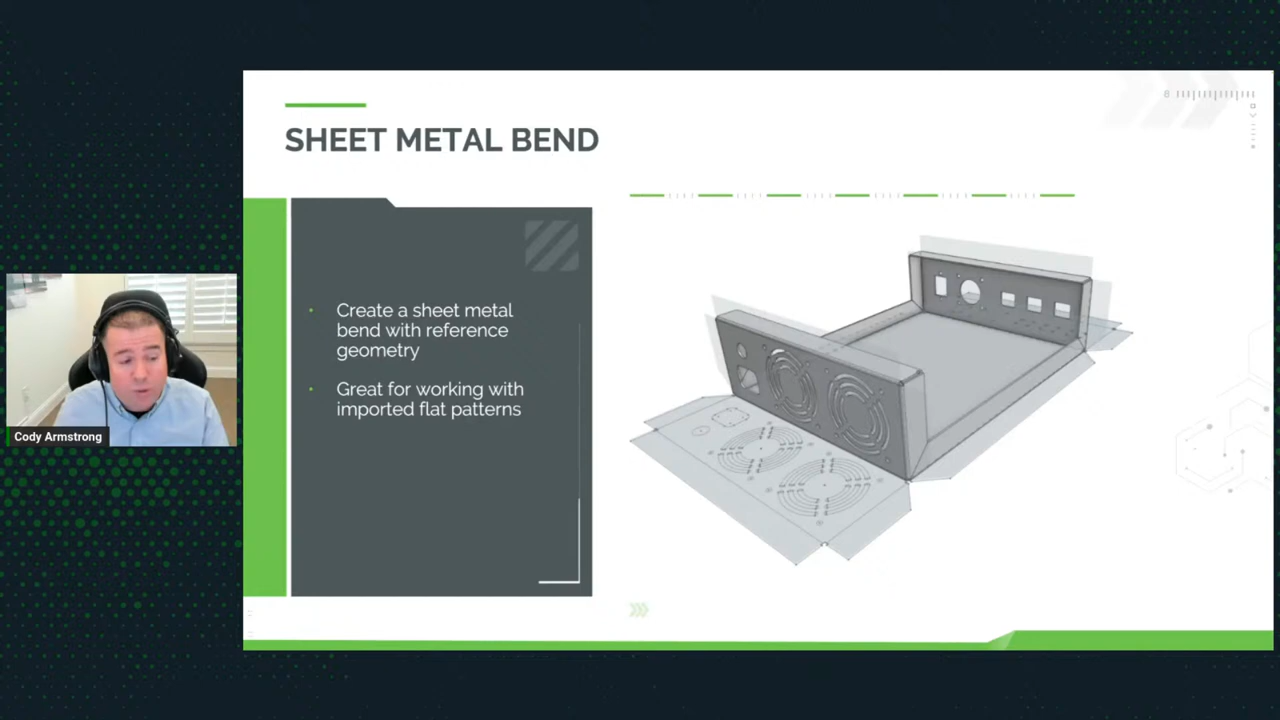 SHEET METAL BEND
Create a sheet metal
bend with reference
geometry
Great for working with
imported flat patterns
Cody Armstrong